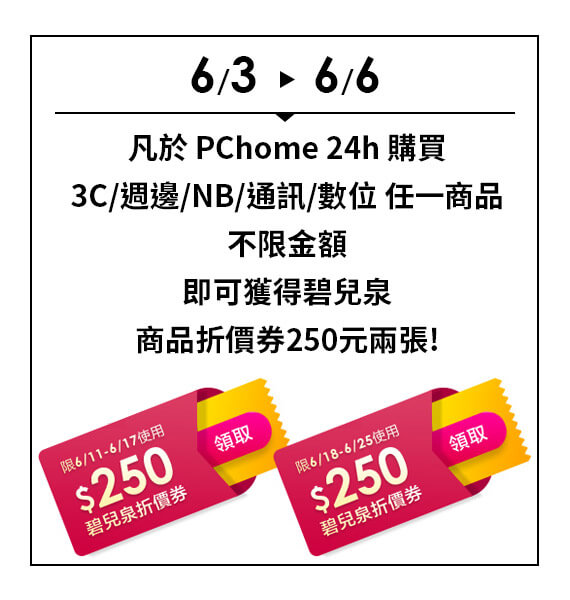 6/3 ▸ 6/6
凡於 PChome 24h 購買
3C/週邊/NB/通訊/數位 任一商品
不限金額
即可獲得碧兒泉
商品折價券250元兩張!
限6/11-6/17使用
$250
碧兒泉折價券
領取
限6/18-6/25使用
$250
碧兒泉折價券
領取